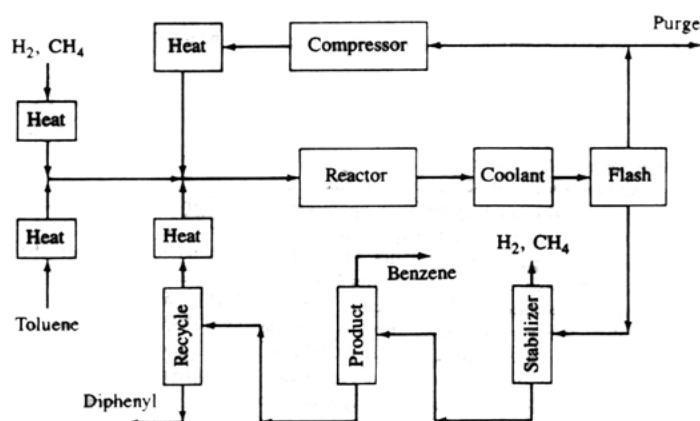 Purge
H₂, CH₄
Heat
Compressor
Heat
Reactor
Coolant
Flash
Heat
Heat
H₂, CH₄
Benzene
Toluene
Recycle
Product
Stabilizer
Diphenyl